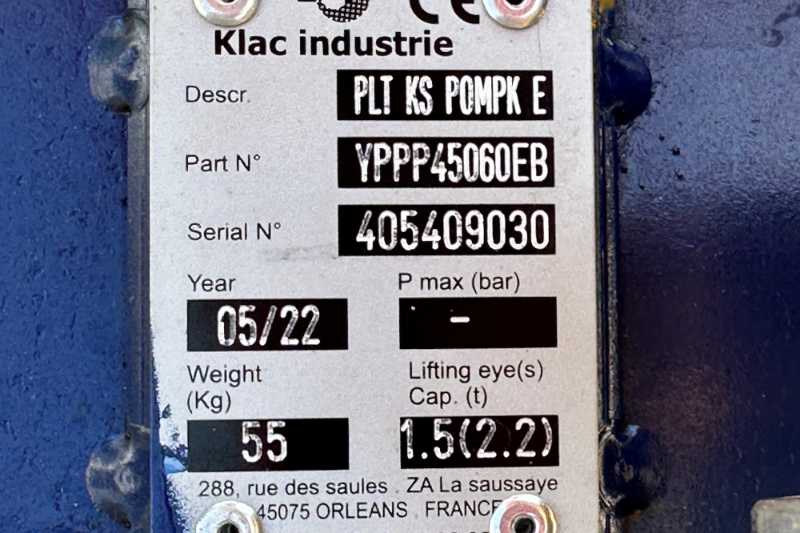 CE
Klac industrie
Descr. PLT KS POMPK E
Part N° YPPP45060EB
Serial N° 405409030
Year P max (bar)
05/22 -
Weight Lifting eye(s)
(Kg) Cap. (t)
55 1.5(2.2)
288, rue des saules . ZA La saussaye
45075 ORLEANS . FRANCE